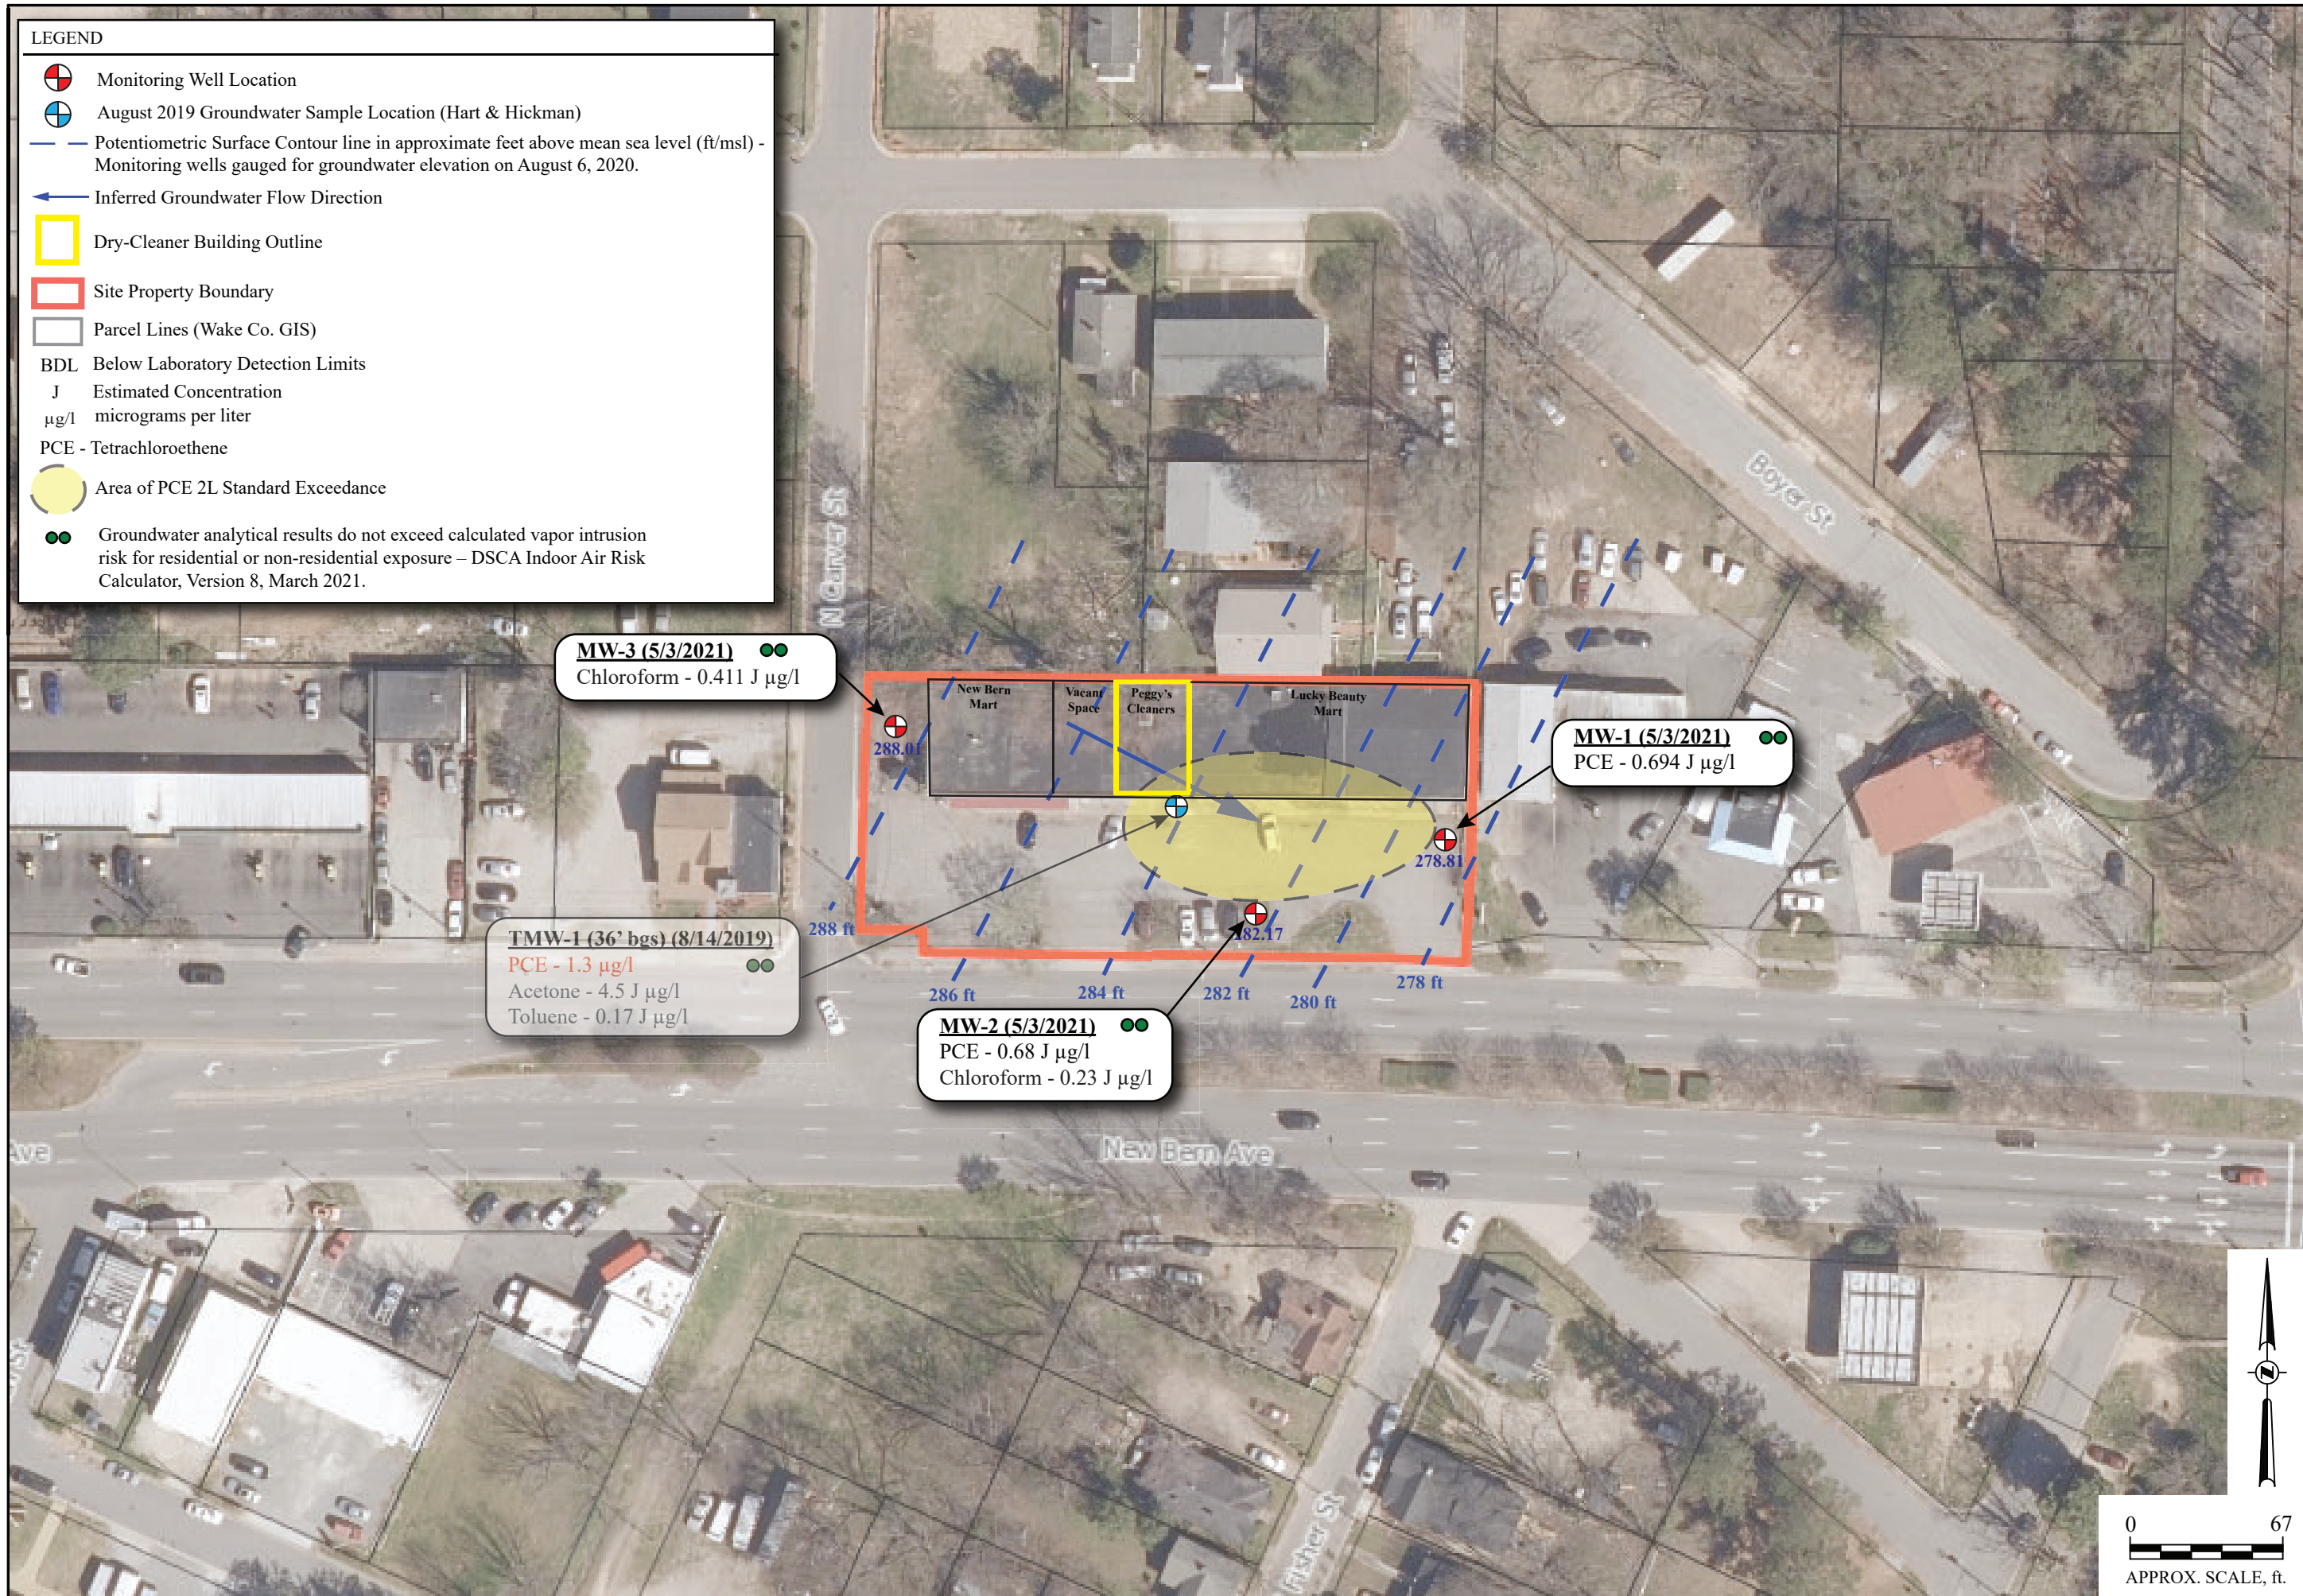 LEGEND
Monitoring Well Location
August 2019 Groundwater Sample Location (Hart & Hickman)
Potentiometric Surface Contour line in approximate feet above mean sea level (ft/msl) -
Monitoring wells gauged for groundwater elevation on August 6, 2020.
Inferred Groundwater Flow Direction
Dry-Cleaner Building Outline
Site Property Boundary
Parcel Lines (Wake Co. GIS)
BDL Below Laboratory Detection Limits
J Estimated Concentration
µg/l micrograms per liter
PCE - Tetrachloroethene
Area of PCE 2L Standard Exceedance
Groundwater analytical results do not exceed calculated vapor intrusion
risk for residential or non-residential exposure – DSCA Indoor Air Risk
Calculator, Version 8, March 2021.
Boyer St
N Carver St
MW-3 (5/3/2021)
Chloroform - 0.411 J µg/l
New Bern
Mart
Vacant
Space
Peggy's
Cleaners
Lucky Beauty
Mart
288.01
MW-1 (5/3/2021)
PCE - 0.694 J µg/l
278.81
282.17
288 ft
286 ft
284 ft
282 ft
280 ft
278 ft
TMW-1 (36' bgs) (8/14/2019)
PCE - 1.3 µg/l
Acetone - 4.5 J µg/l
Toluene - 0.17 J µg/l
MW-2 (5/3/2021)
PCE - 0.68 J µg/l
Chloroform - 0.23 J µg/l
Ave
New Bern Ave
St
Fisher St
N
0 67
APPROX. SCALE, ft.